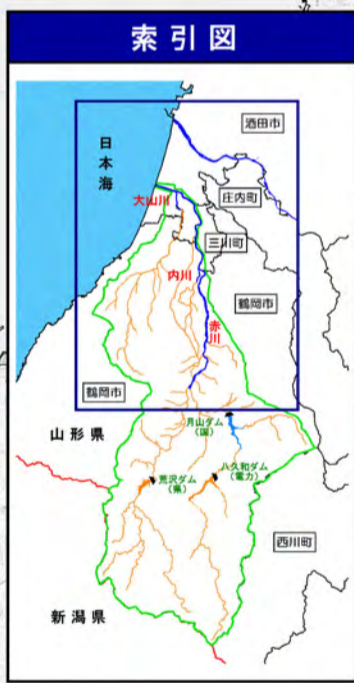 索引図
日本海
酒田市
庄内町
大山川
三川町
内川
鶴岡市
赤川
鶴岡市
月山ダム
(国)
山形県
八久和ダム
(電力)
荒沢ダム
(県)
西川町
新潟県